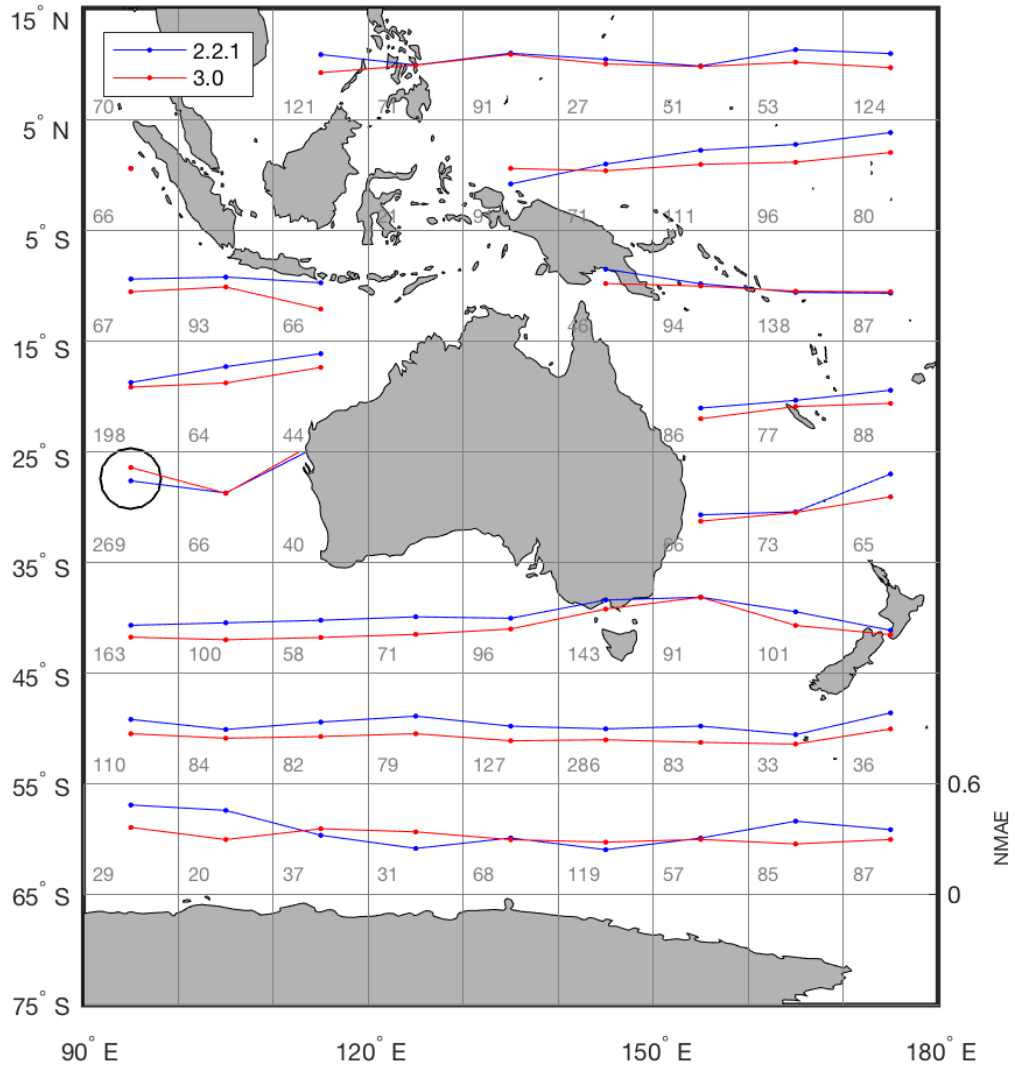 15° N
2.2.1
3.0
70 121 71 91 27 51 53 124
5° N
66 21 71 111 96 80
5° S
67 93 66 46 94 138 87
15° S
198 64 44 86 77 88
25° S
269 66 40 66 73 65
35° S
163 100 58 71 96 143 91 101
45° S
110 84 82 79 127 286 83 33 36
55° S 0.6
NMAE
29 20 37 31 68 119 57 85 87
65° S 0
75° S
90° E 120° E 150° E 180° E